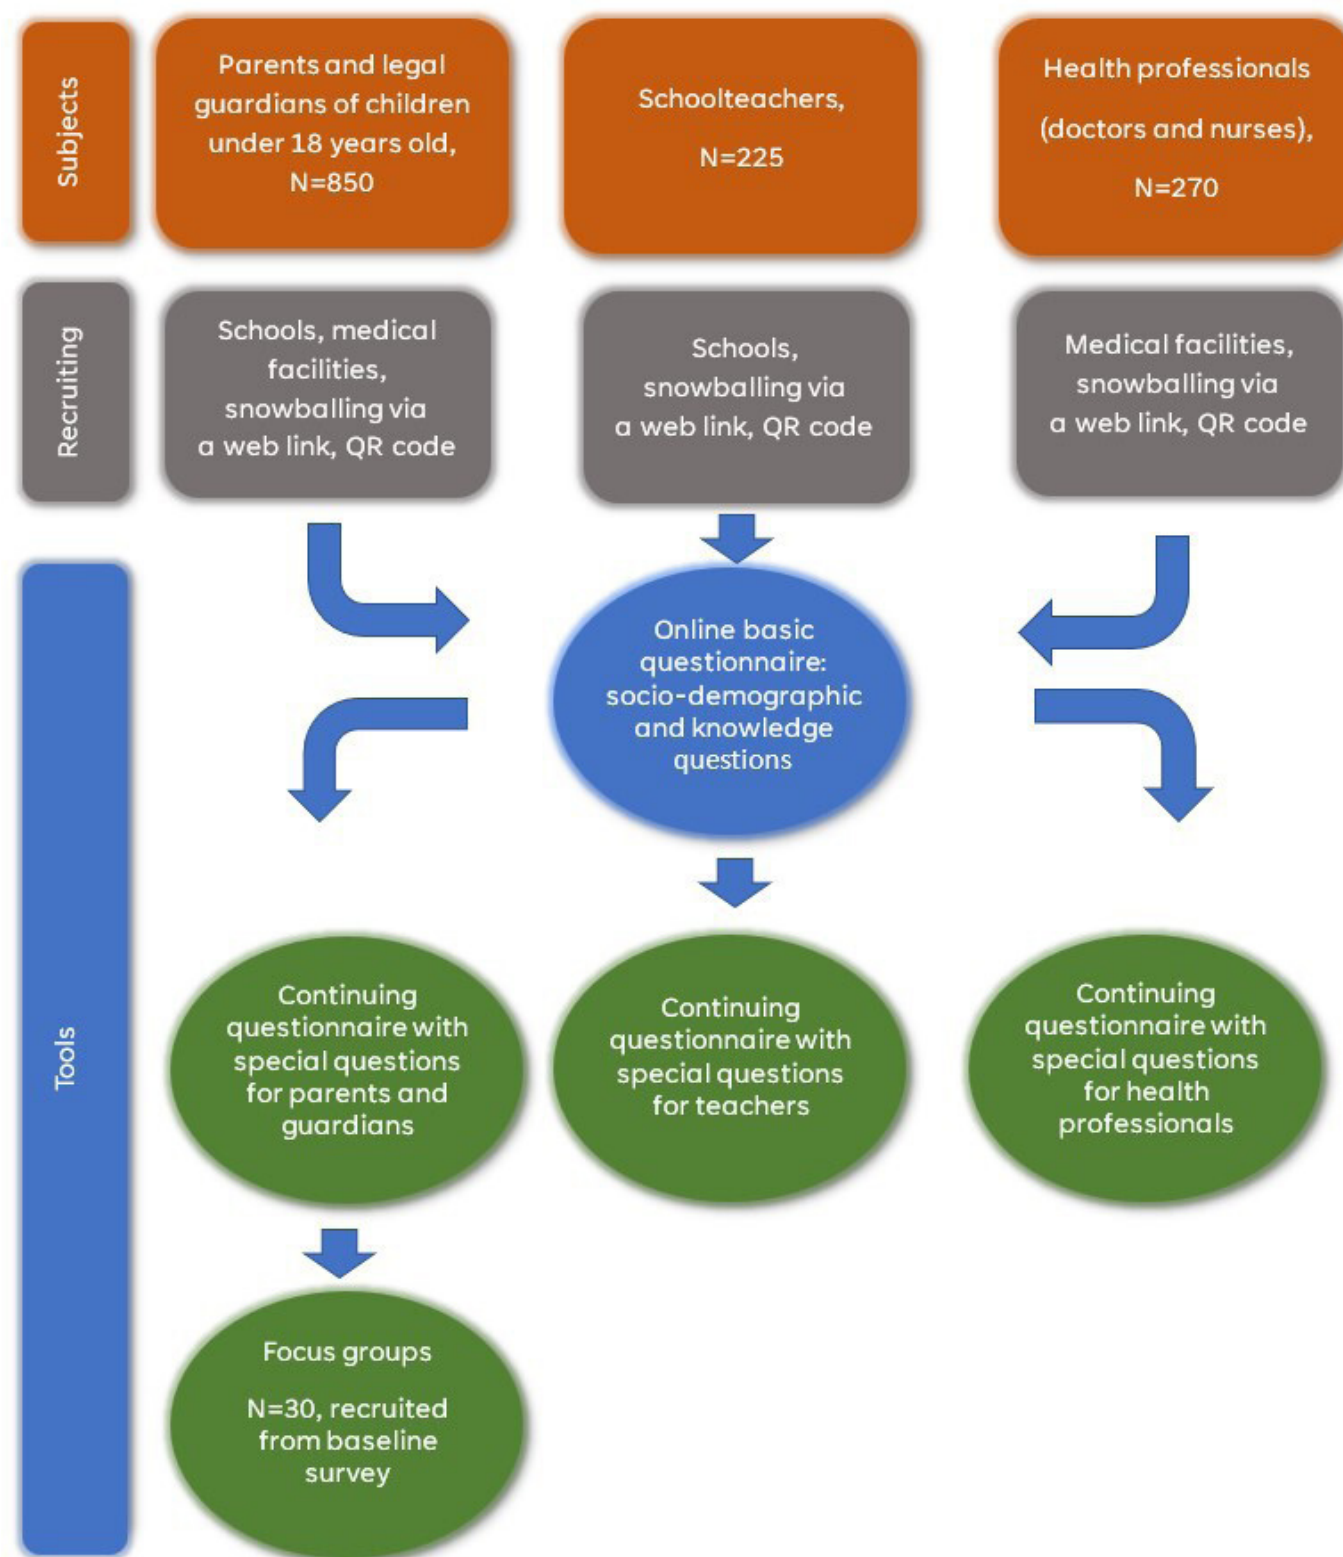 Subjects
Parents and legal
guardians of children
under 18 years old,
N=850
Schoolteachers,
N=225
Health professionals
(doctors and nurses),
N=270
Recruiting
Schools, medical
facilities,
snowballing via
a web link, QR code
Schools,
snowballing via
a web link, QR code
Medical facilities,
snowballing via
a web link, QR code
Tools
Online basic
questionnaire:
socio-demographic
and knowledge
questions
Continuing
questionnaire with
special questions
for parents and
guardians
Continuing
questionnaire with
special questions
for teachers
Continuing
questionnaire with
special questions
for health
professionals
Focus groups
N=30, recruited
from baseline
survey